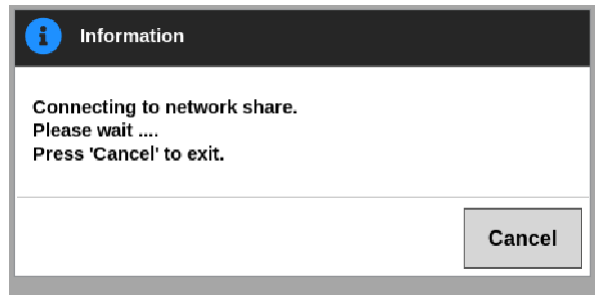 Information
Connecting to network share.
Please wait ....
Press 'Cancel' to exit.
Cancel